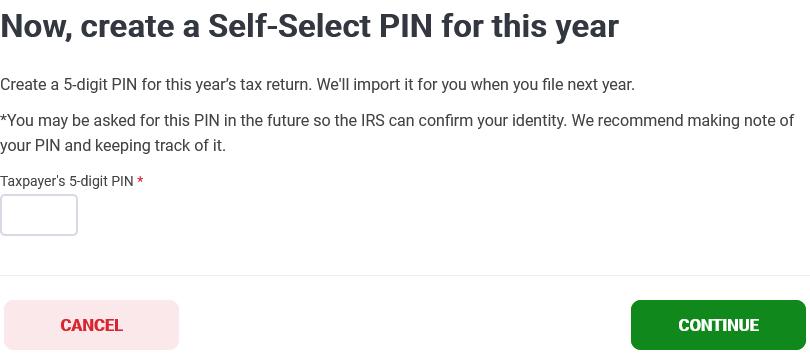 Now, create a Self-Select PIN for this year
Create a 5-digit PIN for this year’s tax return. We'll import it for you when you file next year.
*You may be asked for this PIN in the future so the IRS can confirm your identity. We recommend making note of
your PIN and keeping track of it.
Taxpayer's 5-digit PIN *
CANCEL
CONTINUE